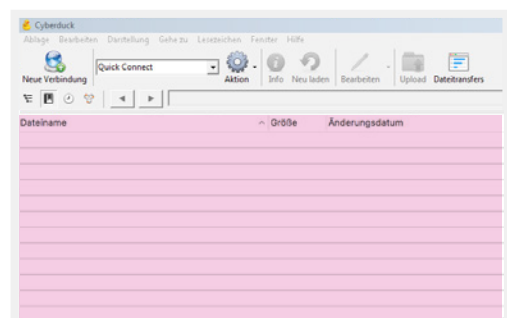 Cyberduck
Ablage Bearbeiten Darstellung Gehe zu Lesezeichen Fenster Hilfe
Neue Verbindung Quick Connect Aktion Info Neu laden Bearbeiten Upload Dateitransfers
Dateiname Größe Änderungsdatum